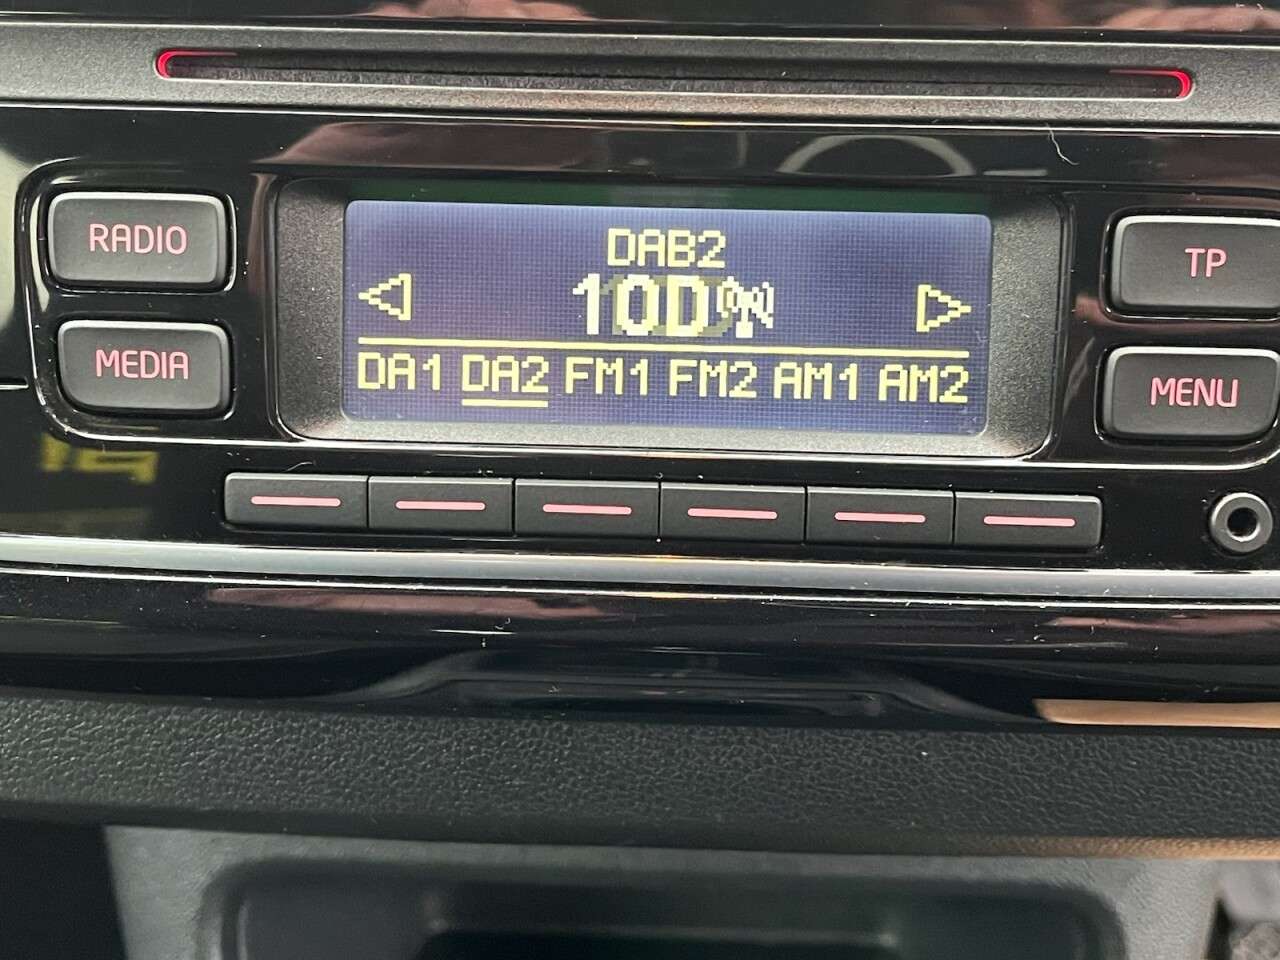 RADIO
MEDIA
DAB2
10D
DA1 DA2 FM1 FM2 AM1 AM2
TP
MENU